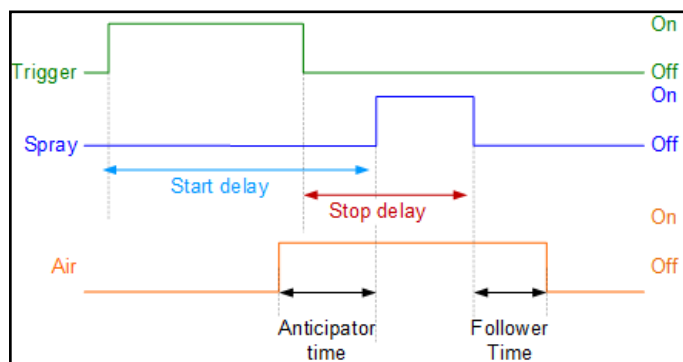 On
Trigger
Off
On
Spray
Off
Start delay
Stop delay
On
Air
Off
Anticipator
time
Follower
Time